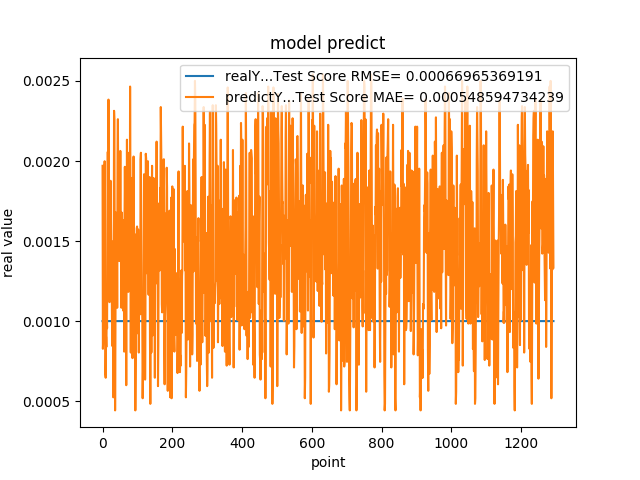 model predict
realY...Test Score RMSE= 0.00066965369191
predictY...Test Score MAE= 0.000548594734239
0.0025
0.0020
0.0015
0.0010
0.0005
real value
0 200 400 600 800 1000 1200
point